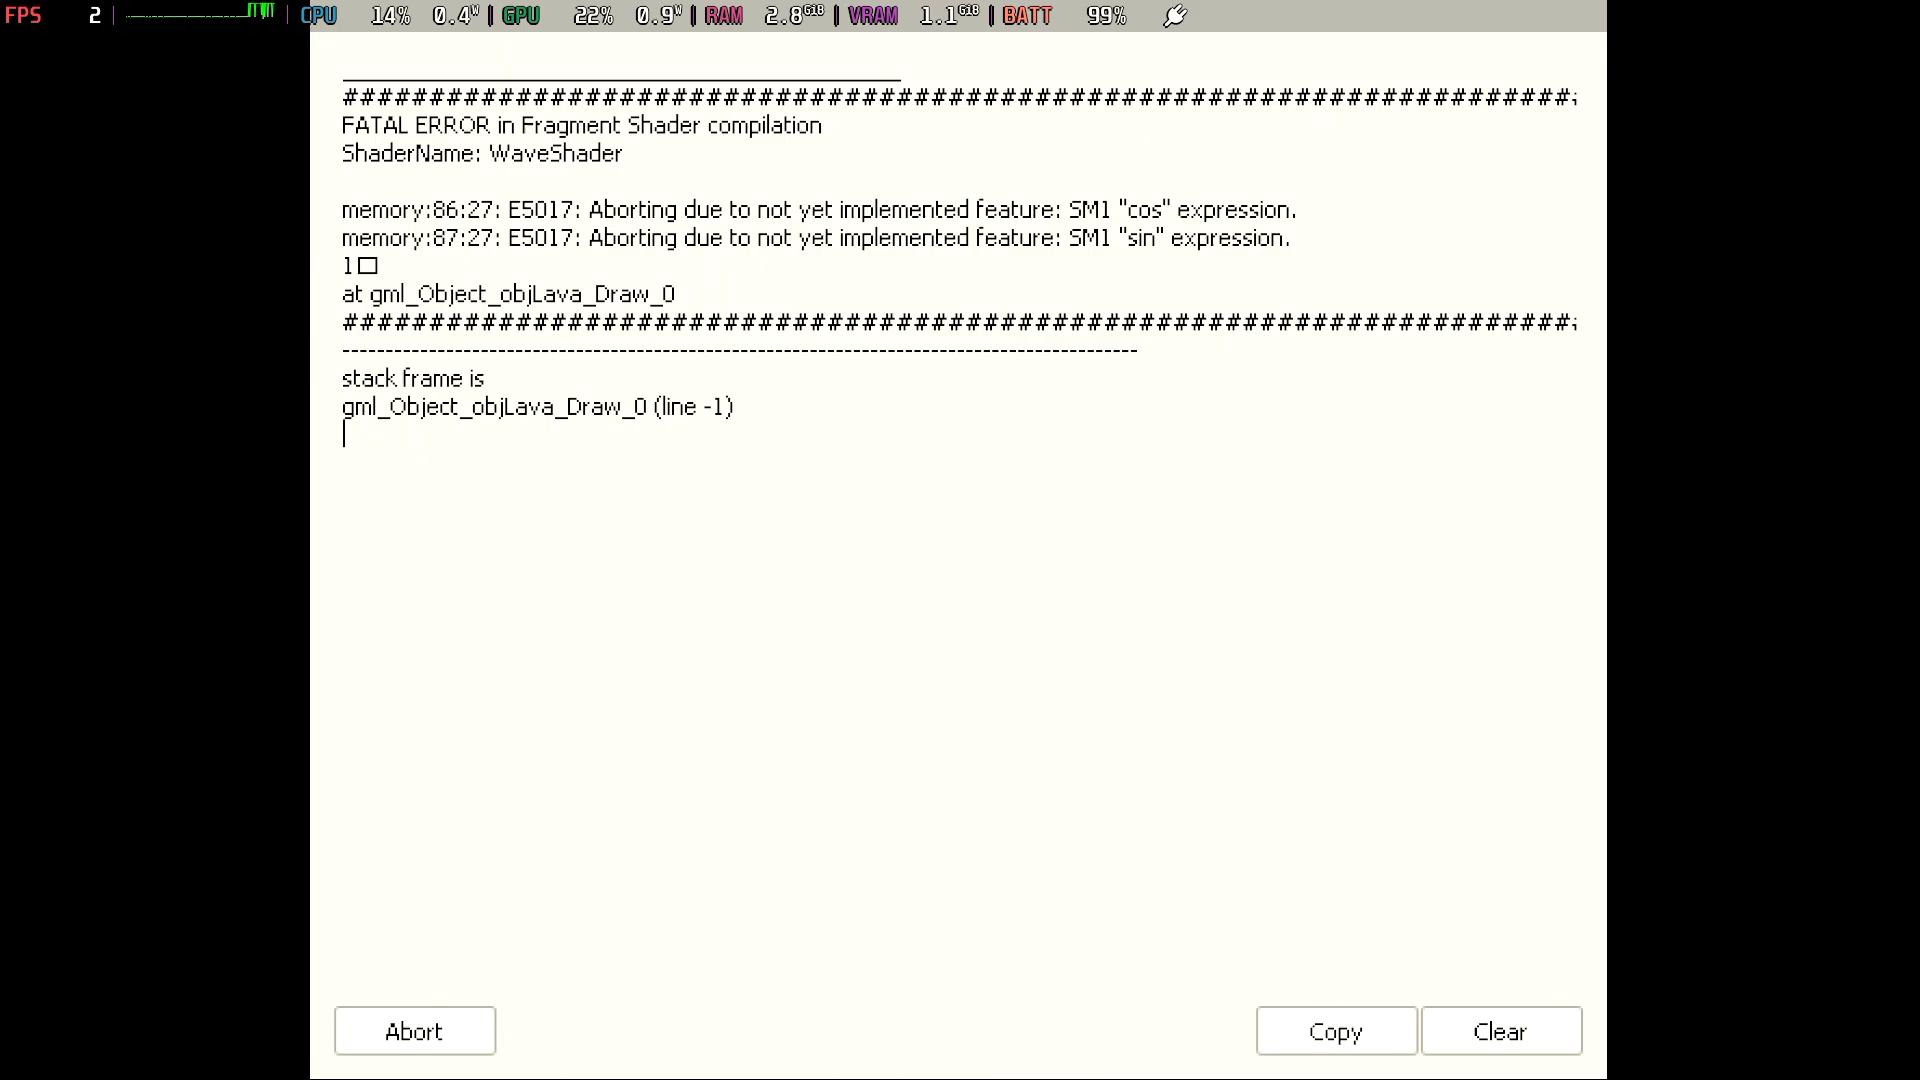 FPS 2 | CPU 14% 0.4W | GPU 22% 0.9W | RAM 2.8GiB | VRAM 1.1GiB | BATT 99%
___________________________________________
############################################################################
FATAL ERROR in Fragment Shader compilation
ShaderName: WaveShader
memory:86:27: E5017: Aborting due to not yet implemented feature: SM1 "cos" expression.
memory:87:27: E5017: Aborting due to not yet implemented feature: SM1 "sin" expression.
1□
at gml_Object_objLava_Draw_0
############################################################################
--------------------------------------------------------------------------------------------
stack frame is
gml_Object_objLava_Draw_0 (line -1)
Abort Copy Clear